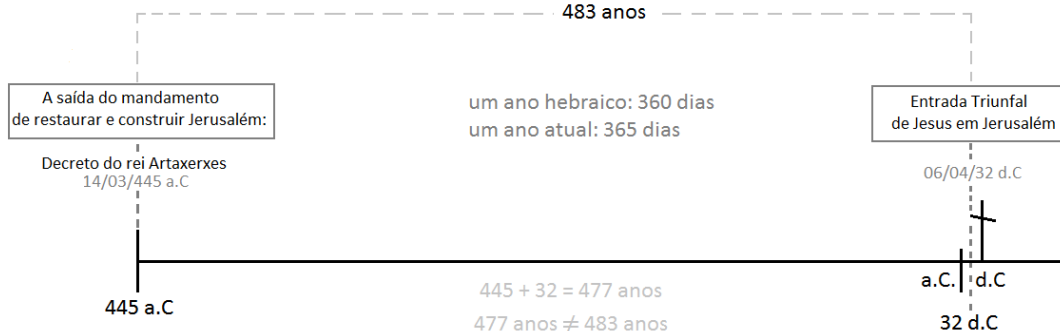 483 anos
A saída do mandamento
de restaurar e construir Jerusalém:
Decreto do rei Artaxerxes
14/03/445 a.C
um ano hebraico: 360 dias
um ano atual: 365 dias
Entrada Triunfal
de Jesus em Jerusalém
06/04/32 d.C
a.C. d.C
445 a.C
32 d.C
445 + 32 = 477 anos
477 anos ≠ 483 anos